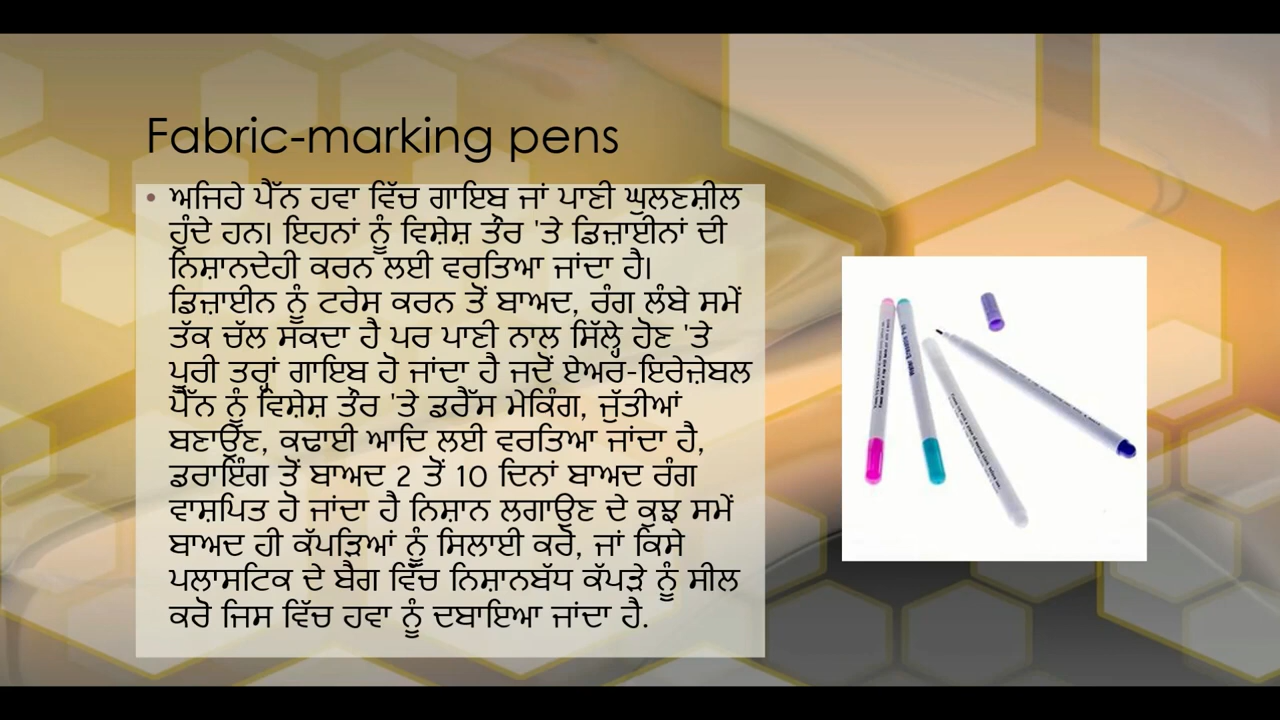 Fabric-marking pens
• ਅਜਿਹੇ ਪੈੱਨ ਹਵਾ ਵਿੱਚ ਗਾਇਬ ਜਾਂ ਪਾਣੀ ਘੁਲਣਸ਼ੀਲ
ਹੁੰਦੇ ਹਨ। ਇਹਨਾਂ ਨੂੰ ਵਿਸ਼ੇਸ਼ ਤੌਰ 'ਤੇ ਡਿਜ਼ਾਈਨਾਂ ਦੀ
ਨਿਸ਼ਾਨਦੇਹੀ ਕਰਨ ਲਈ ਵਰਤਿਆ ਜਾਂਦਾ ਹੈ।
ਡਿਜ਼ਾਈਨ ਨੂੰ ਟਰੇਸ ਕਰਨ ਤੋਂ ਬਾਅਦ, ਰੰਗ ਲੰਬੇ ਸਮੇਂ
ਤੱਕ ਚੱਲ ਸਕਦਾ ਹੈ ਪਰ ਪਾਣੀ ਨਾਲ ਸਿੱਲ੍ਹੇ ਹੋਣ 'ਤੇ
ਪੂਰੀ ਤਰ੍ਹਾਂ ਗਾਇਬ ਹੋ ਜਾਂਦਾ ਹੈ ਜਦੋਂ ਏਅਰ-ਇਰੇਜ਼ੇਬਲ
ਪੈੱਨ ਨੂੰ ਵਿਸ਼ੇਸ਼ ਤੌਰ 'ਤੇ ਡਰੈੱਸ ਮੇਕਿੰਗ, ਜੁੱਤੀਆਂ
ਬਣਾਉਣ, ਕਢਾਈ ਆਦਿ ਲਈ ਵਰਤਿਆ ਜਾਂਦਾ ਹੈ,
ਡਰਾਇੰਗ ਤੋਂ ਬਾਅਦ 2 ਤੋਂ 10 ਦਿਨਾਂ ਬਾਅਦ ਰੰਗ
ਵਾਸ਼ਪਿਤ ਹੋ ਜਾਂਦਾ ਹੈ ਨਿਸ਼ਾਨ ਲਗਾਉਣ ਦੇ ਕੁਝ ਸਮੇਂ
ਬਾਅਦ ਹੀ ਕੱਪੜਿਆਂ ਨੂੰ ਸਿਲਾਈ ਕਰੋ, ਜਾਂ ਕਿਸੇ
ਪਲਾਸਟਿਕ ਦੇ ਬੈਗ ਵਿੱਚ ਨਿਸ਼ਾਨਬੱਧ ਕੱਪੜੇ ਨੂੰ ਸੀਲ
ਕਰੋ ਜਿਸ ਵਿੱਚ ਹਵਾ ਨੂੰ ਦਬਾਇਆ ਜਾਂਦਾ ਹੈ.